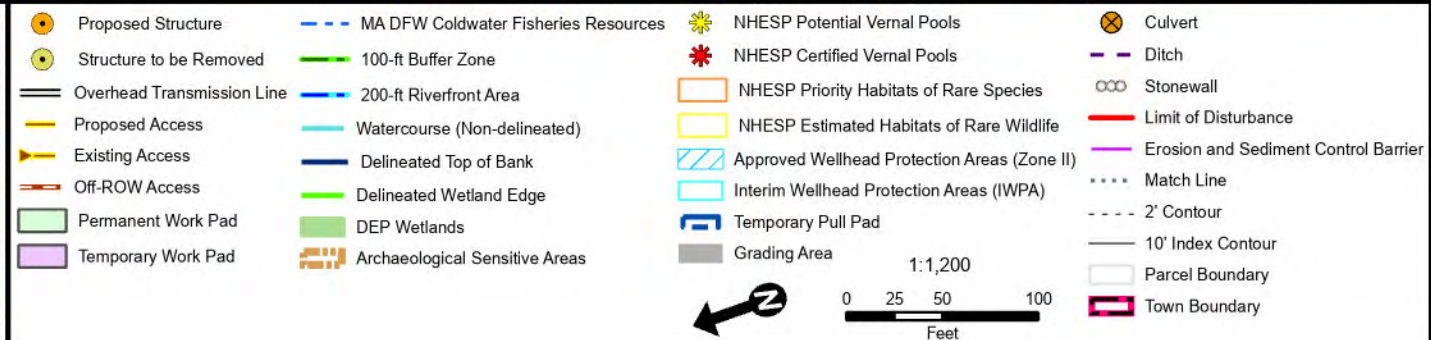 Proposed Structure
Structure to be Removed
Overhead Transmission Line
Proposed Access
Existing Access
Off-ROW Access
Permanent Work Pad
Temporary Work Pad
MA DFW Coldwater Fisheries Resources
100-ft Buffer Zone
200-ft Riverfront Area
Watercourse (Non-delineated)
Delineated Top of Bank
Delineated Wetland Edge
DEP Wetlands
Archaeological Sensitive Areas
NHESP Potential Vernal Pools
NHESP Certified Vernal Pools
NHESP Priority Habitats of Rare Species
NHESP Estimated Habitats of Rare Wildlife
Approved Wellhead Protection Areas (Zone II)
Interim Wellhead Protection Areas (IWPA)
Temporary Pull Pad
Grading Area
N
1:1,200
0 25 50 100
Feet
Culvert
Ditch
Stonewall
Limit of Disturbance
Erosion and Sediment Control Barrier
Match Line
2' Contour
10' Index Contour
Parcel Boundary
Town Boundary